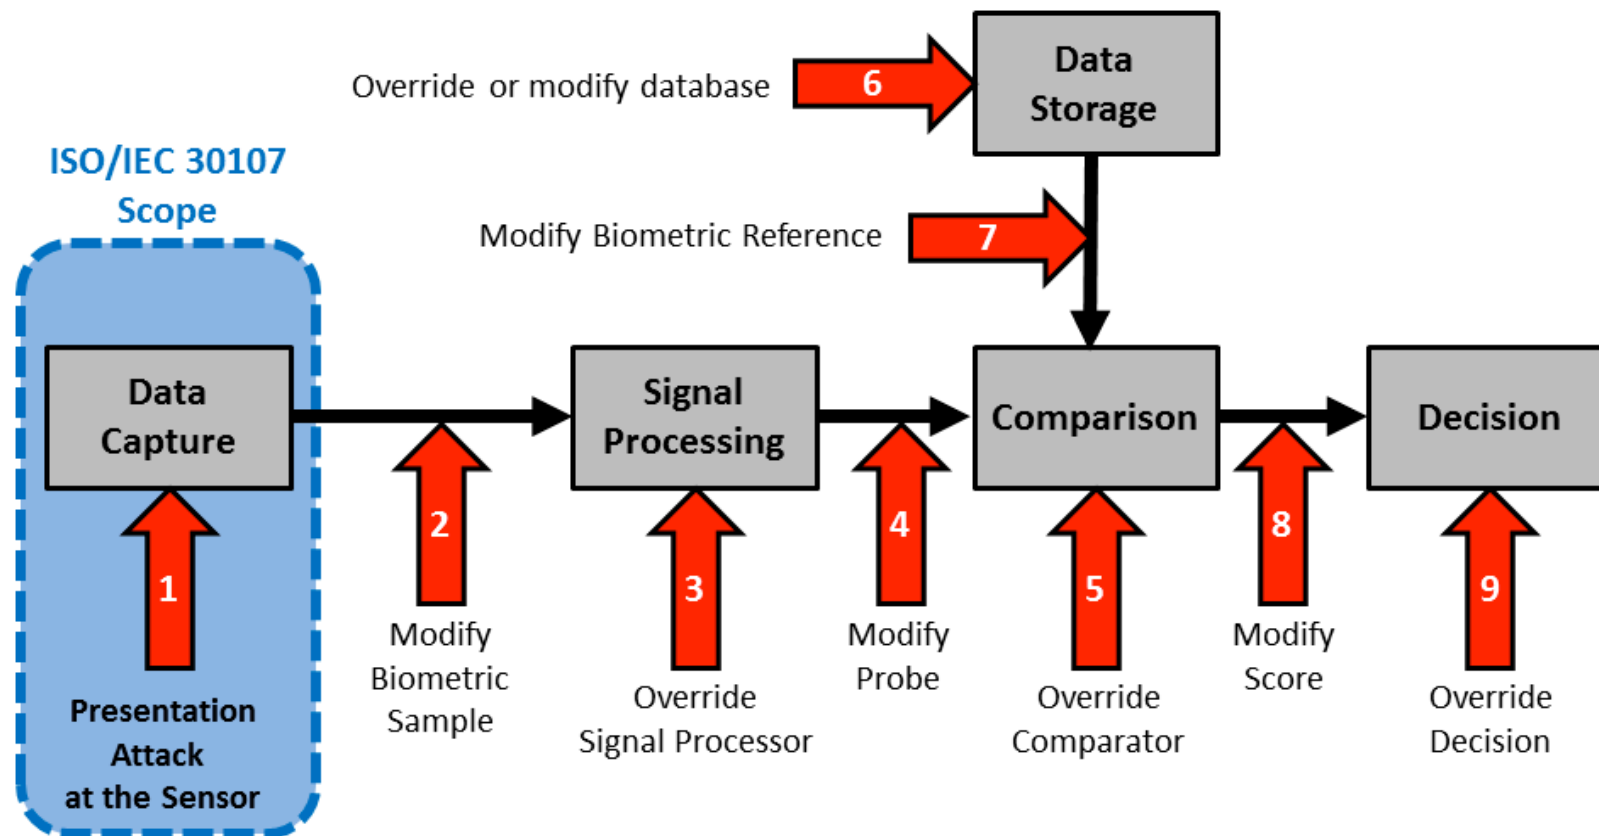 Data
Storage
Override or modify database
6
ISO/IEC 30107
Scope
Modify Biometric Reference
7
Data
Capture
Signal
Processing
Comparison
Decision
1
2
3
4
5
8
9
Presentation
Attack
at the Sensor
Modify
Biometric
Sample
Override
Signal Processor
Modify
Probe
Override
Comparator
Modify
Score
Override
Decision